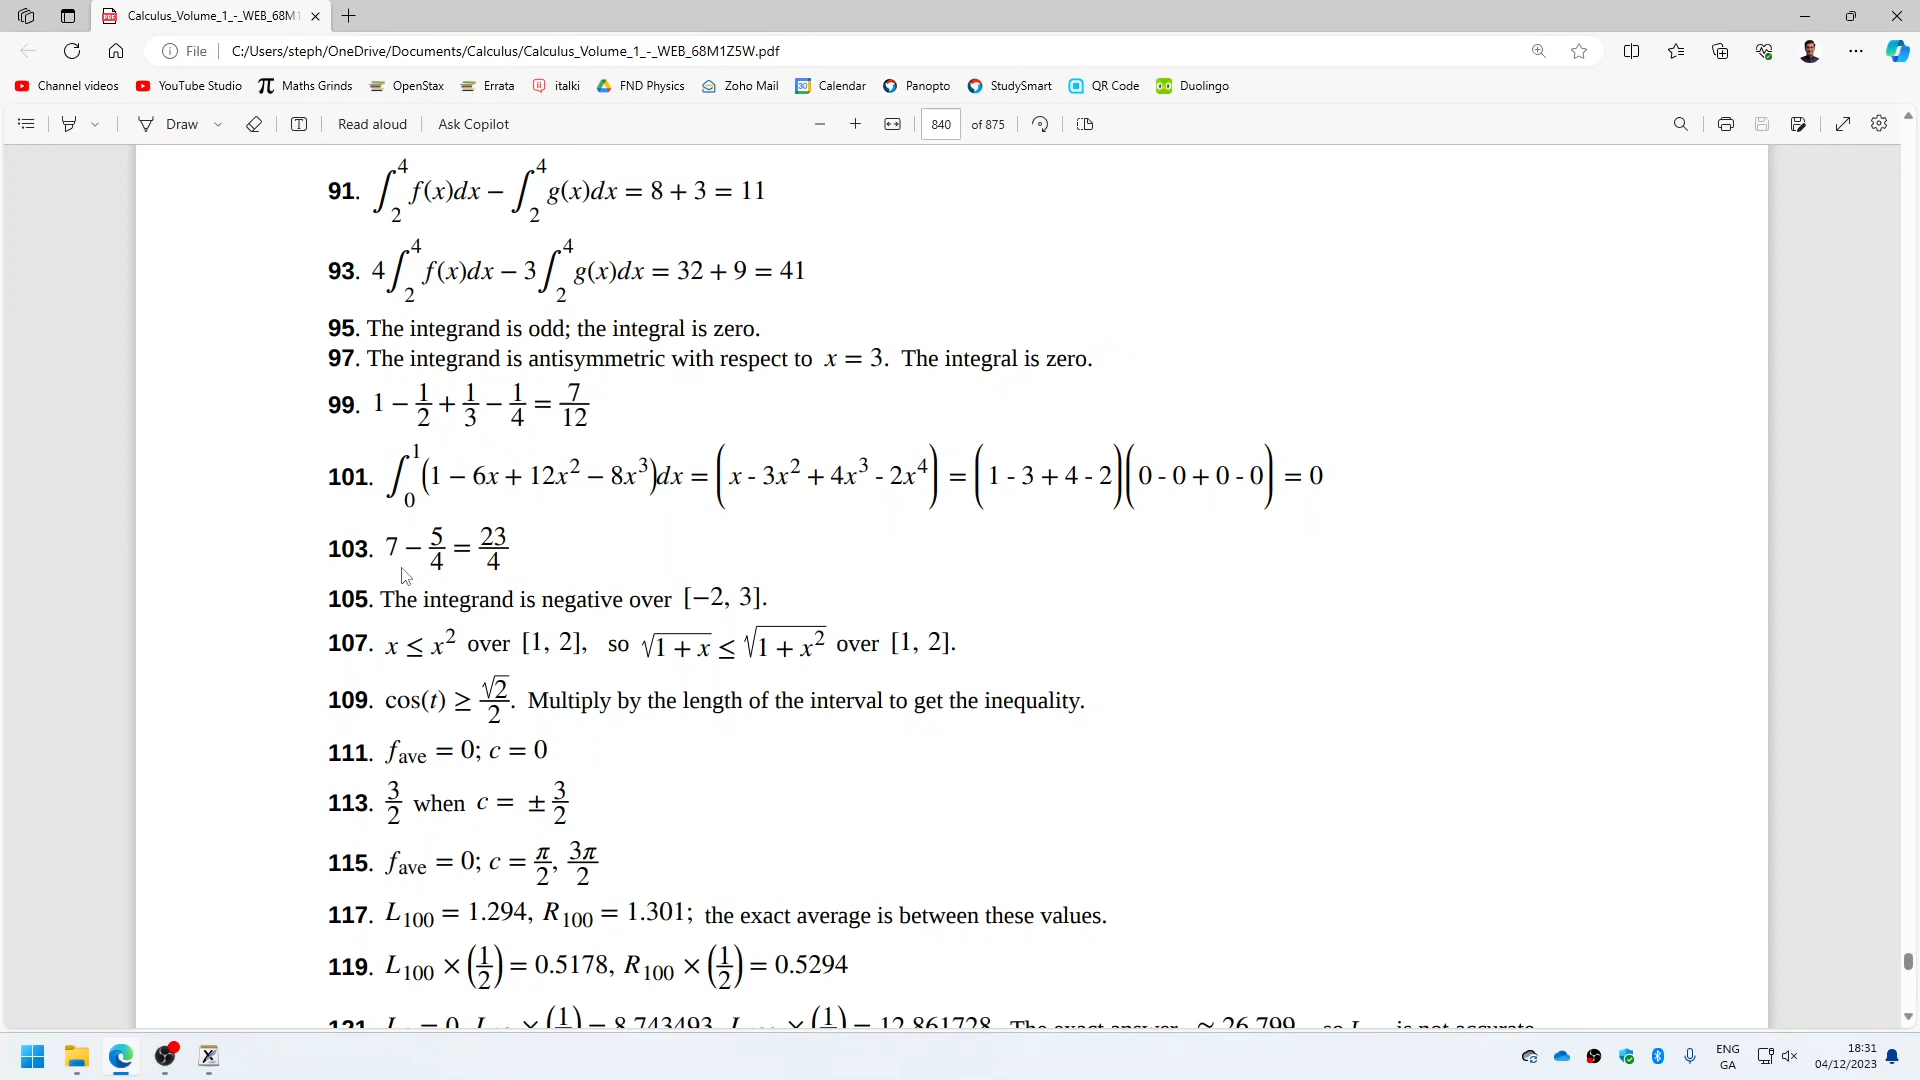 Calculus_Volume_1_-_WEB_68M1
File C:/Users/steph/OneDrive/Documents/Calculus/Calculus_Volume_1_-_WEB_68M1Z5W.pdf
Channel videos YouTube Studio Maths Grinds OpenStax Errata italki FND Physics Zoho Mail Calendar Panopto StudySmart QR Code Duolingo
Draw Read aloud Ask Copilot 840 of 875
91. ∫₂⁴ f(x)dx − ∫₂⁴ g(x)dx = 8 + 3 = 11
93. 4∫₂⁴ f(x)dx − 3∫₂⁴ g(x)dx = 32 + 9 = 41
95. The integrand is odd; the integral is zero.
97. The integrand is antisymmetric with respect to x = 3. The integral is zero.
99. 1 − 1/2 + 1/3 − 1/4 = 7/12
101. ∫₀¹ (1 − 6x + 12x² − 8x³)dx = (x - 3x² + 4x³ - 2x⁴) = (1 - 3 + 4 - 2)(0 - 0 + 0 - 0) = 0
103. 7 − 5/4 = 23/4
105. The integrand is negative over [−2, 3].
107. x ≤ x² over [1, 2], so √(1 + x) ≤ √(1 + x²) over [1, 2].
109. cos(t) ≥ √2/2. Multiply by the length of the interval to get the inequality.
111. f_ave = 0; c = 0
113. 3/2 when c = ± 3/2
115. f_ave = 0; c = π/2, 3π/2
117. L₁₀₀ = 1.294, R₁₀₀ = 1.301; the exact average is between these values.
119. L₁₀₀ × (1/2) = 0.5178, R₁₀₀ × (1/2) = 0.5294
ENG
GA
18:31
04/12/2023